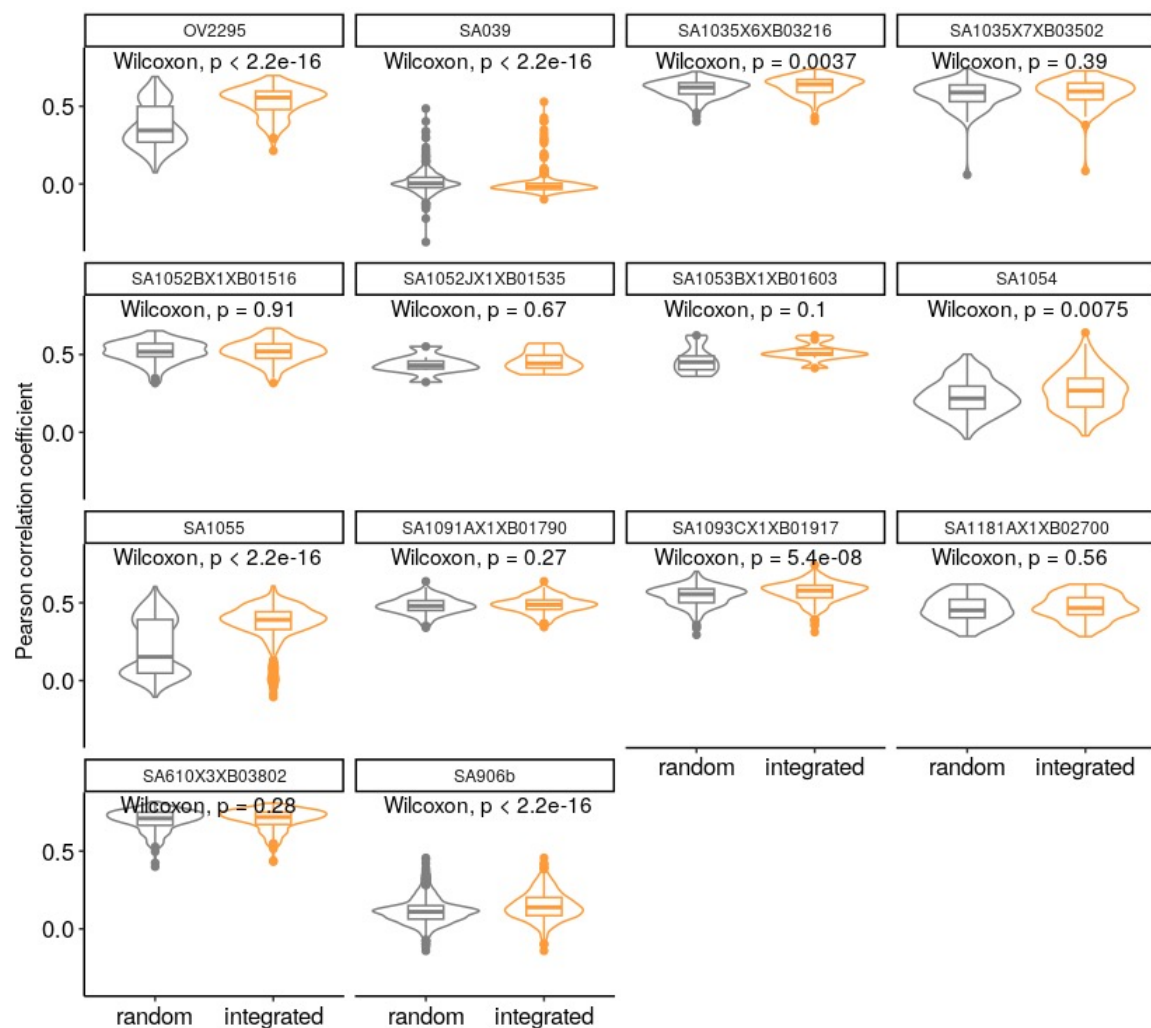 OV2295
SA039
SA1035X6XB03216
SA1035X7XB03502
Wilcoxon, p < 2.2e-16
Wilcoxon, p < 2.2e-16
Wilcoxon, p = 0.0037
Wilcoxon, p = 0.39
0.5
0.0
SA1052BX1XB01516
SA1052JX1XB01535
SA1053BX1XB01603
SA1054
Wilcoxon, p = 0.91
Wilcoxon, p = 0.67
Wilcoxon, p = 0.1
Wilcoxon, p = 0.0075
0.5
0.0
Pearson correlation coefficient
SA1055
SA1091AX1XB01790
SA1093CX1XB01917
SA1181AX1XB02700
Wilcoxon, p < 2.2e-16
Wilcoxon, p = 0.27
Wilcoxon, p = 5.4e-08
Wilcoxon, p = 0.56
0.5
0.0
random integrated
random integrated
SA610X3XB03802
SA906b
Wilcoxon, p = 0.28
Wilcoxon, p < 2.2e-16
0.5
0.0
random integrated
random integrated